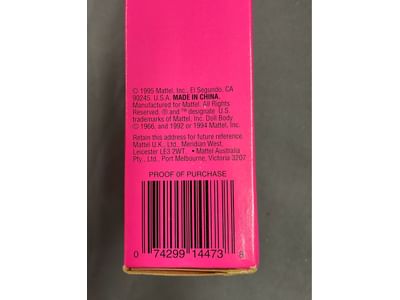 © 1995 Mattel, Inc., El Segundo, CA
90245 U.S.A. MADE IN CHINA.
Manufactured for Mattel. All Rights
Reserved. ® and ™ designate U.S.
trademarks of Mattel, Inc. Doll Body
© 1966, and 1992 or 1994 Mattel, Inc.
Retain this address for future reference.
Mattel U.K., Ltd., Meridian West,
Leicester LE3 2WT. • Mattel Australia
Pty., Ltd. Port Melbourne, Victoria 3207
PROOF OF PURCHASE
0 74299 14473 8